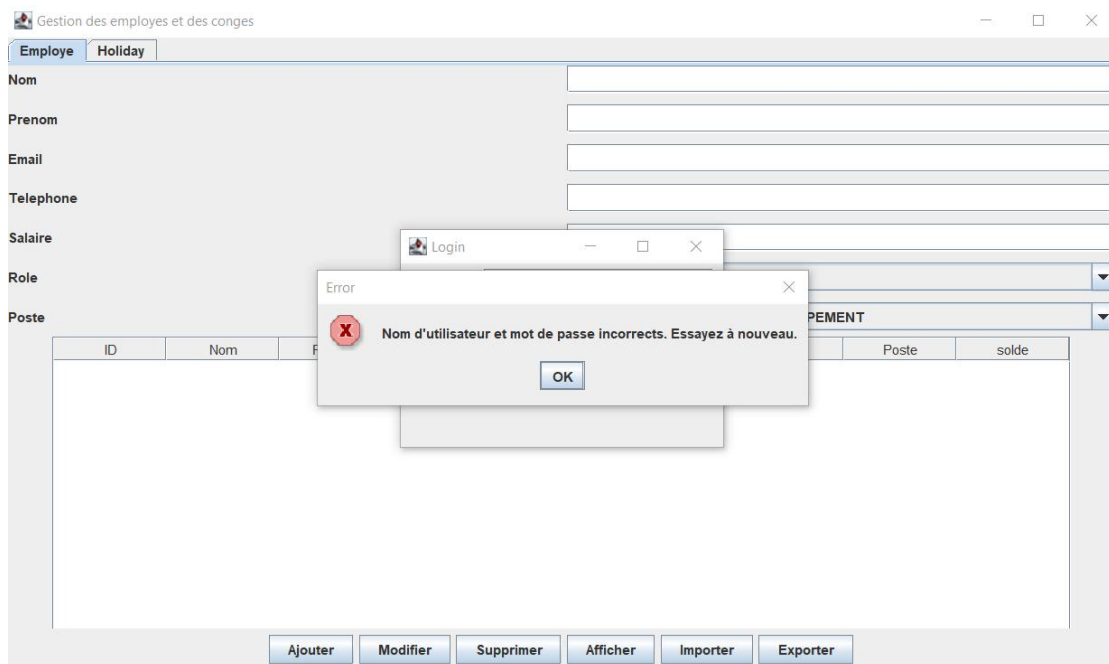 Gestion des employes et des conges
Employe Holiday
Nom
Prenom
Email
Telephone
Salaire
Login
Role
Error
Poste
PEMENT
Nom d'utilisateur et mot de passe incorrects. Essayez à nouveau.
ID Nom Poste solde
OK
Ajouter Modifier Supprimer Afficher Importer Exporter